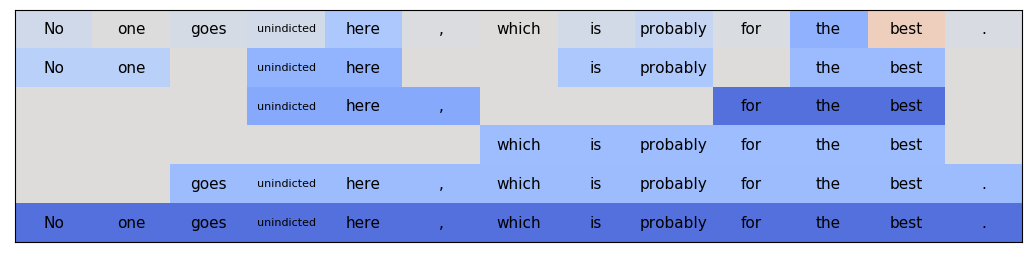 No one goes unindicted here , which is probably for the best .
No one unindicted here is probably the best
unindicted here , for the best
which is probably for the best
goes unindicted here , which is probably for the best .
No one goes unindicted here , which is probably for the best .